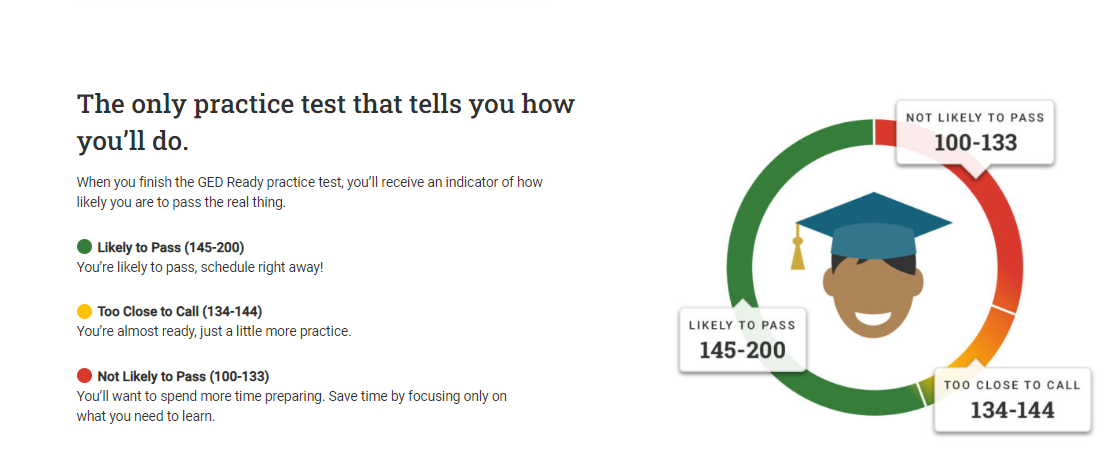 The only practice test that tells you how
you'll do.
When you finish the GED Ready practice test, you'll receive an indicator of how
likely you are to pass the real thing.
Likely to Pass (145-200)
You're likely to pass, schedule right away!
Too Close to Call (134-144)
You're almost ready, just a little more practice.
Not Likely to Pass (100-133)
You'll want to spend more time preparing. Save time by focusing only on
what you need to learn.
NOT LIKELY TO PASS
100-133
LIKELY TO PASS
145-200
TOO CLOSE TO CALL
134-144